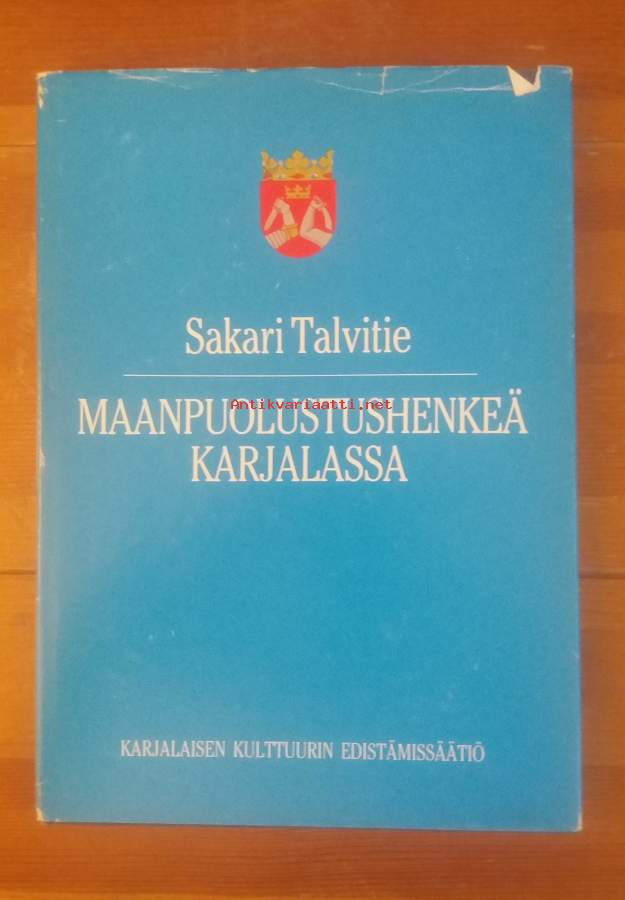 Sakari Talvitie
MAANPUOLUSTUSHENKEÄ
Antikvariaatti.net
KARJALASSA
KARJALAISEN KULTTUURIN EDISTÄMISSÄÄTIÖ